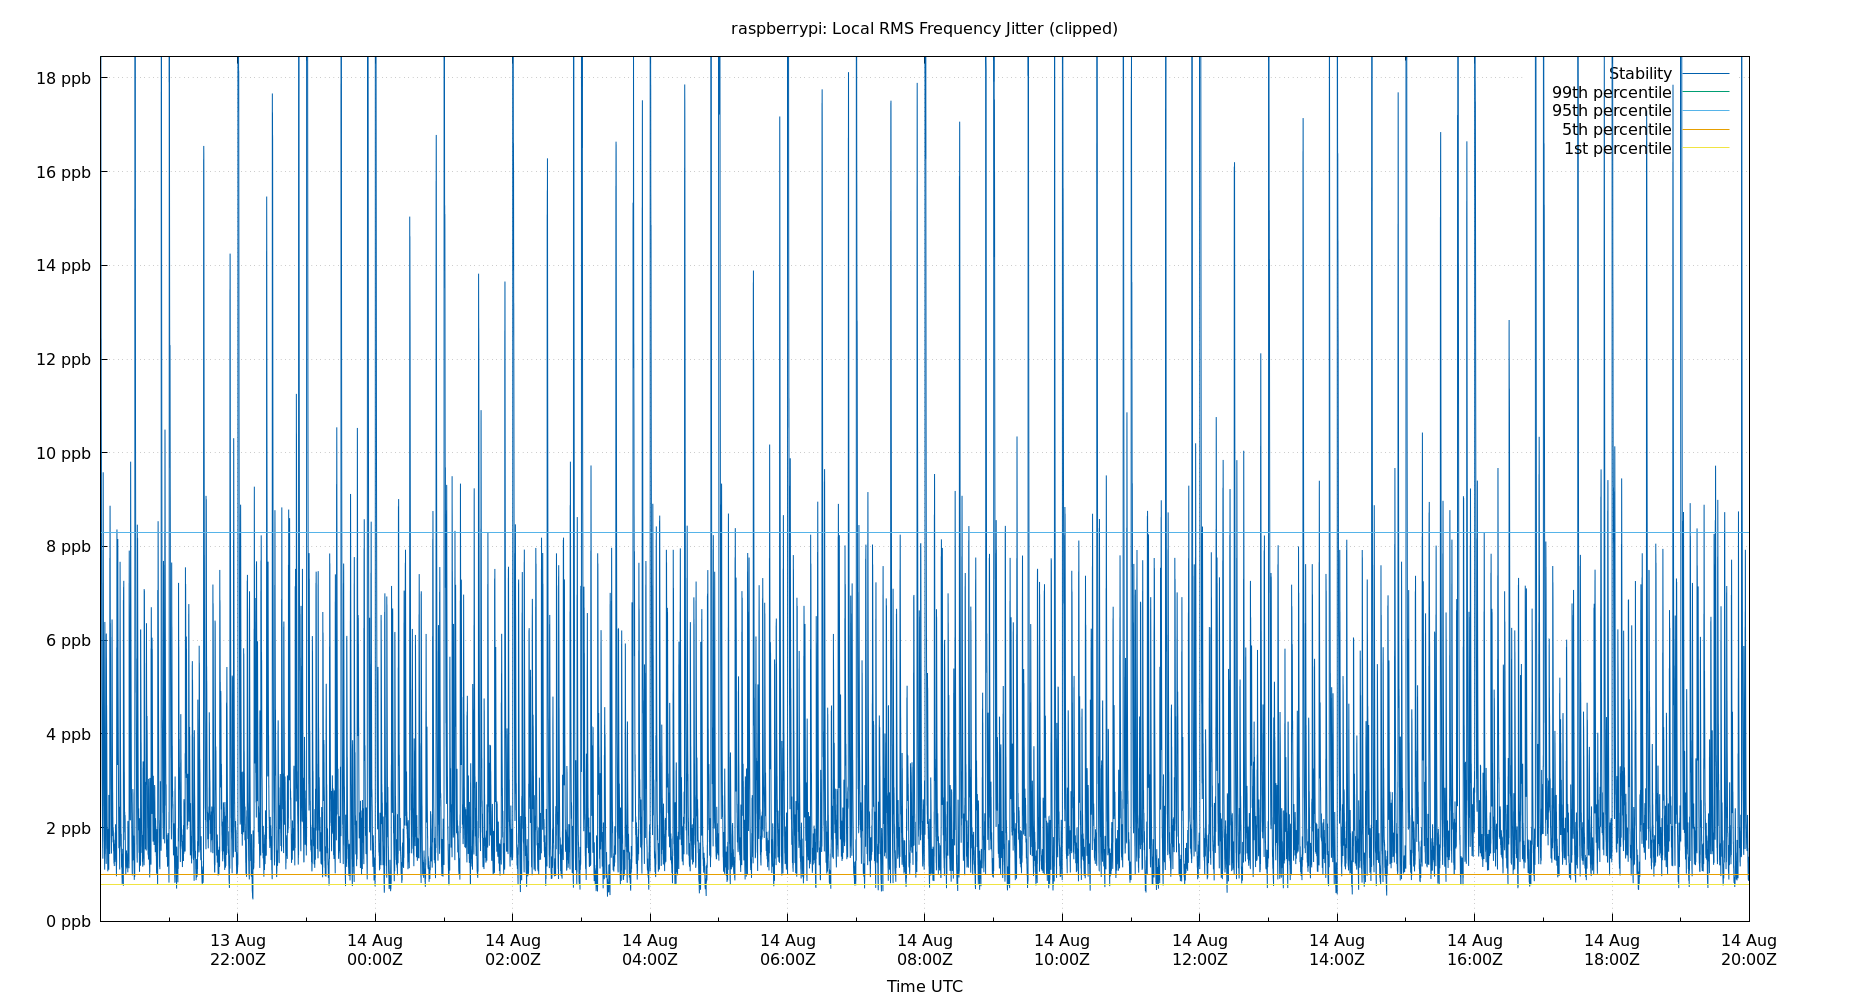 raspberrypi: Local RMS Frequency Jitter (clipped)
18 ppb
16 ppb
14 ppb
12 ppb
10 ppb
8 ppb
6 ppb
4 ppb
2 ppb
0 ppb
Stability
99th percentile
95th percentile
5th percentile
1st percentile
13 Aug 14 Aug 14 Aug 14 Aug 14 Aug 14 Aug 14 Aug 14 Aug 14 Aug 14 Aug 14 Aug 14 Aug
22:00Z 00:00Z 02:00Z 04:00Z 06:00Z 08:00Z 10:00Z 12:00Z 14:00Z 16:00Z 18:00Z 20:00Z
Time UTC